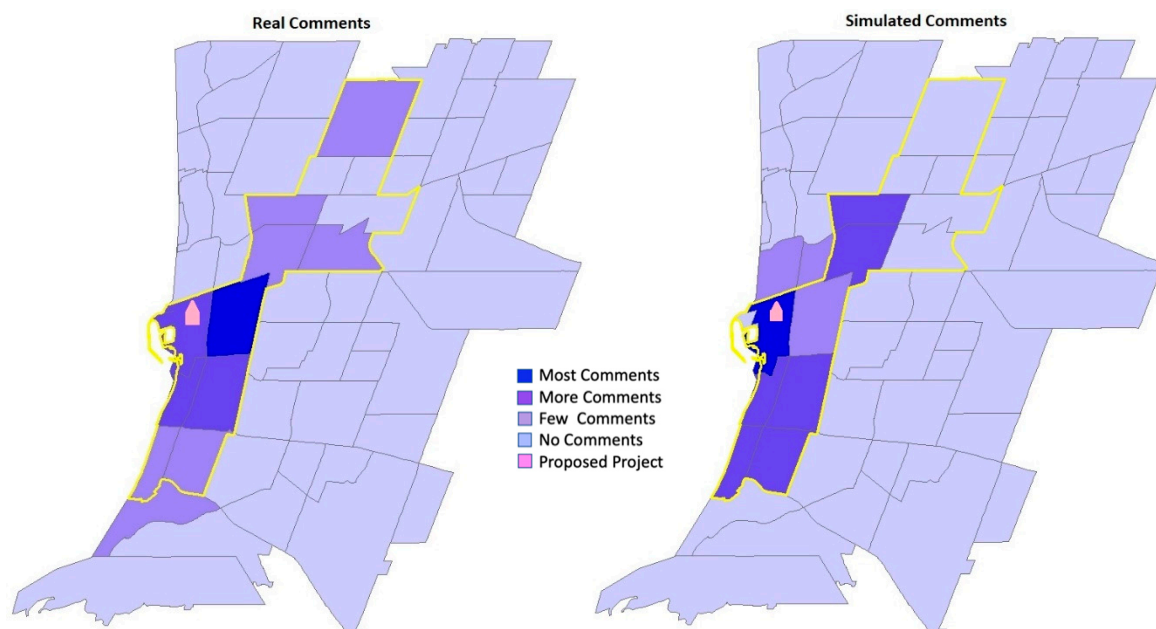 Real Comments
Simulated Comments
Most Comments
More Comments
Few Comments
No Comments
Proposed Project